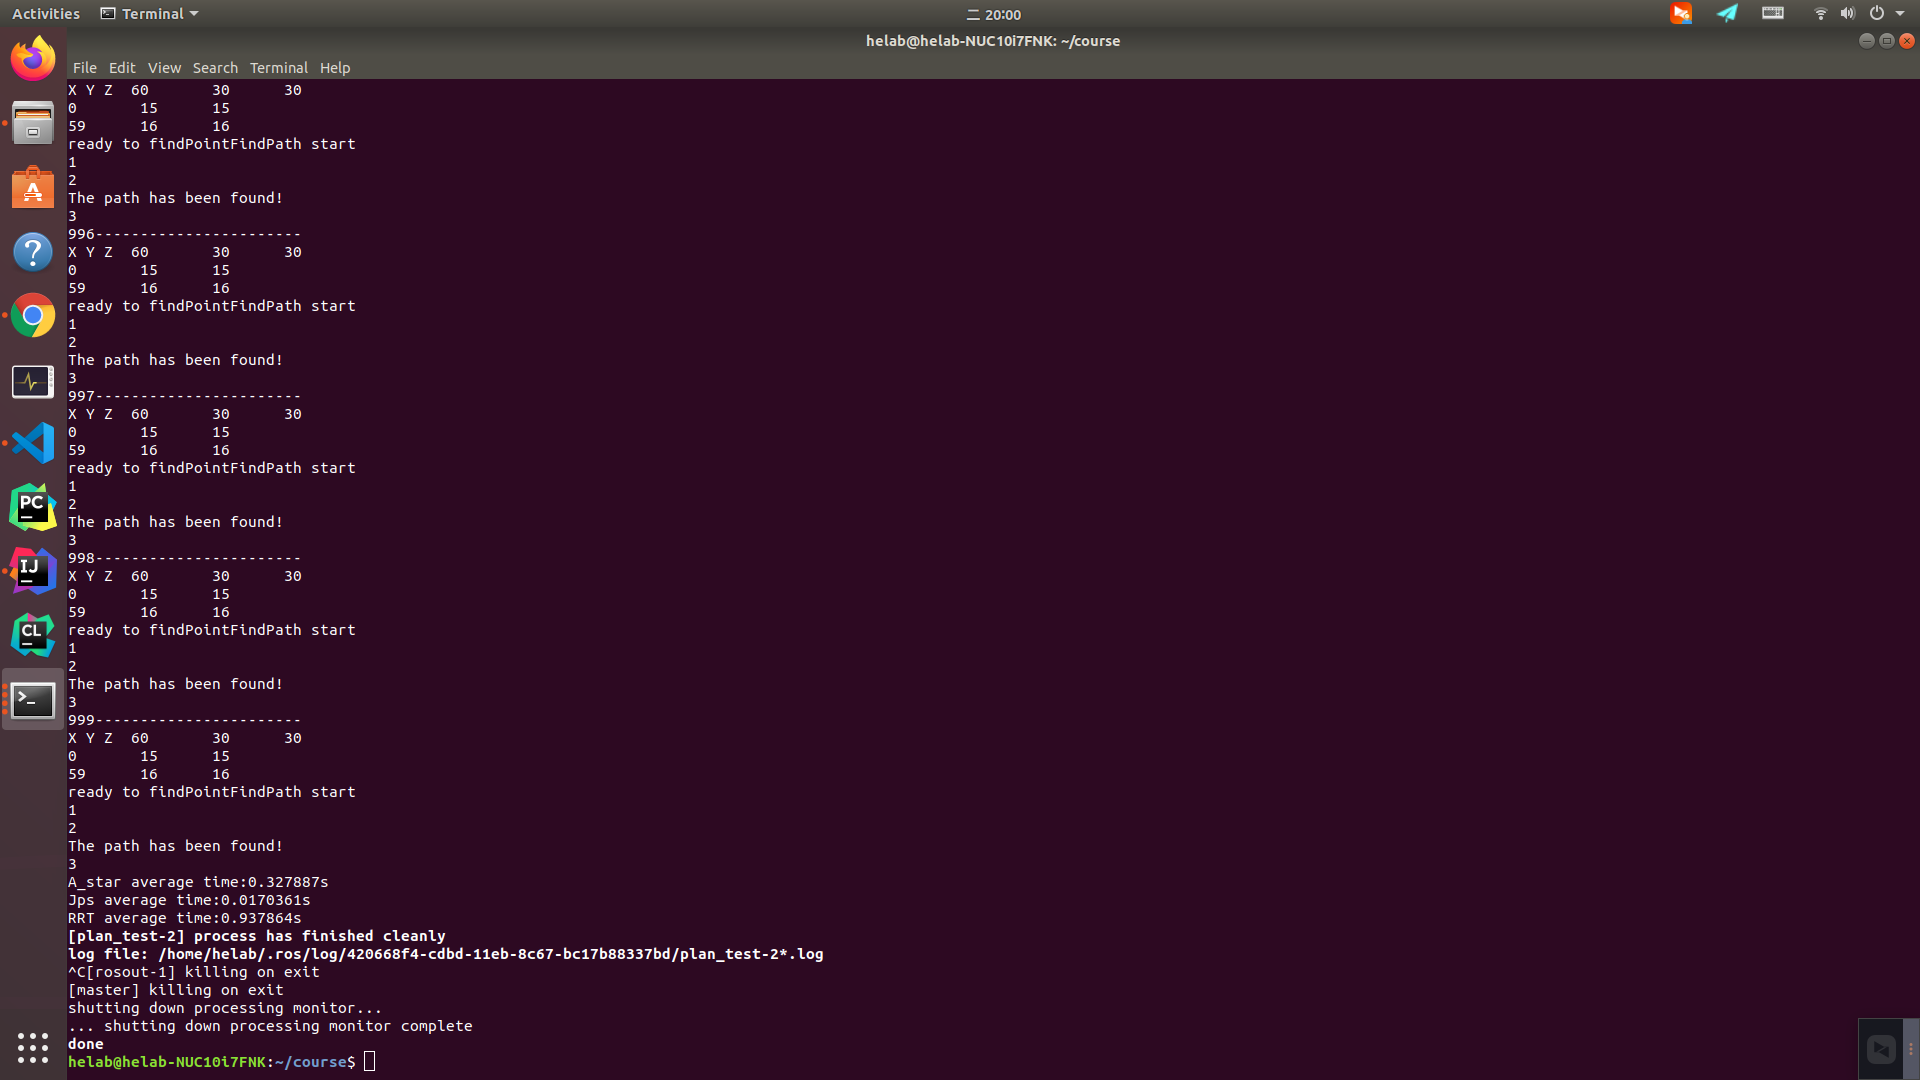 Activities
Terminal
二 20:00
helab@helab-NUC10i7FNK: ~/course
File Edit View Search Terminal Help
X Y Z  60       30      30
0       15      15
59      16      16
ready to findPointFindPath start
1
2
The path has been found!
3
996-----------------------
X Y Z  60       30      30
0       15      15
59      16      16
ready to findPointFindPath start
1
2
The path has been found!
3
997-----------------------
X Y Z  60       30      30
0       15      15
59      16      16
ready to findPointFindPath start
1
2
The path has been found!
3
998-----------------------
X Y Z  60       30      30
0       15      15
59      16      16
ready to findPointFindPath start
1
2
The path has been found!
3
999-----------------------
X Y Z  60       30      30
0       15      15
59      16      16
ready to findPointFindPath start
1
2
The path has been found!
3
A_star average time:0.327887s
Jps average time:0.0170361s
RRT average time:0.937864s
[plan_test-2] process has finished cleanly
log file: /home/helab/.ros/log/420668f4-cdbd-11eb-8c67-bc17b88337bd/plan_test-2*.log
^C[rosout-1] killing on exit
[master] killing on exit
shutting down processing monitor...
... shutting down processing monitor complete
done
helab@helab-NUC10i7FNK:~/course$
PC
IJ
CL